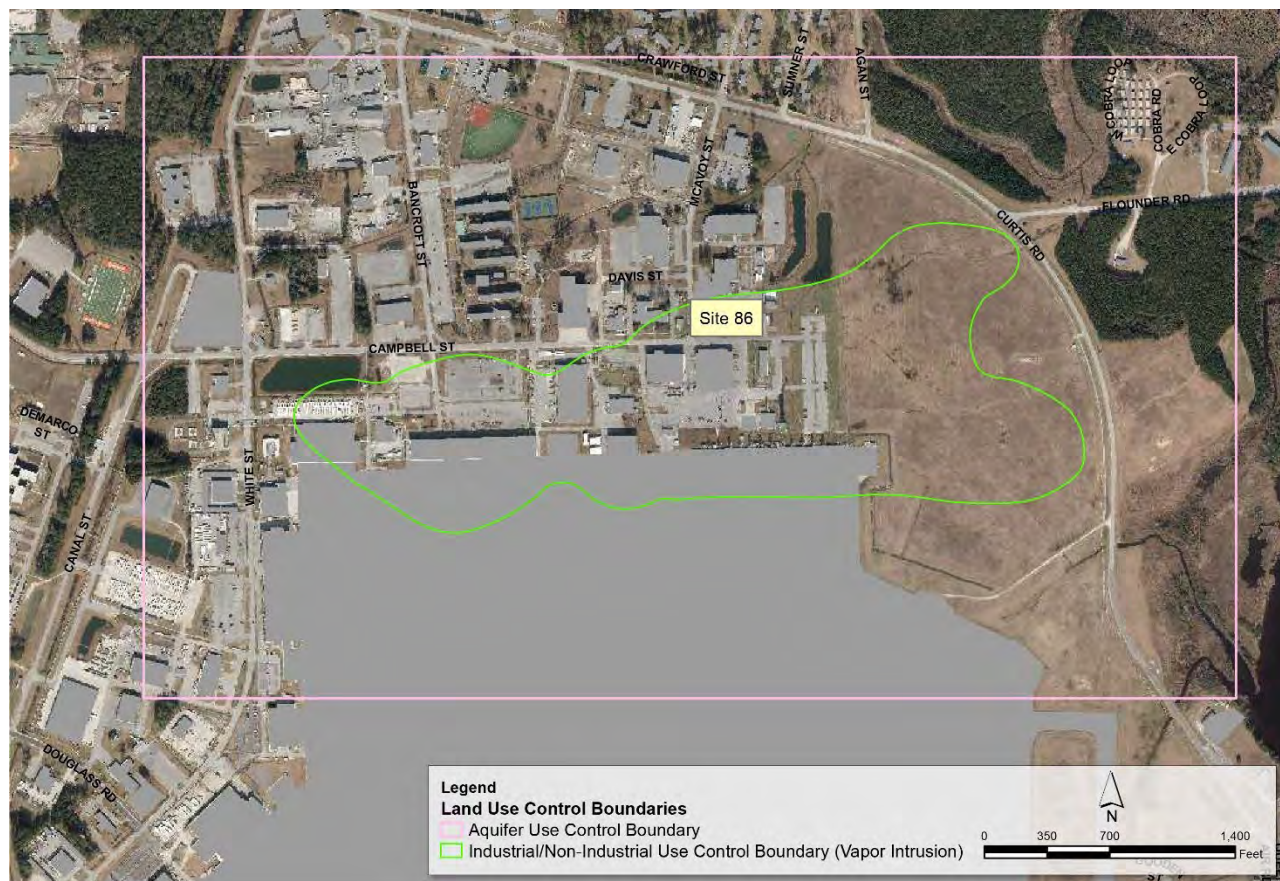 CRAWFORD ST
SUMNER ST
AGAN ST
N COBRA LOOP
COBRA RD
E COBRA LOOP
MCAVOY ST
BANCROFT ST
FLOUNDER RD
CURTIS RD
DAVIS ST
Site 86
CAMPBELL ST
DEMARCO ST
WHITE ST
CANAL ST
DOUGLASS RD
Legend
Land Use Control Boundaries
Aquifer Use Control Boundary
Industrial/Non-Industrial Use Control Boundary (Vapor Intrusion)
N
0 350 700 1,400
Feet
ST